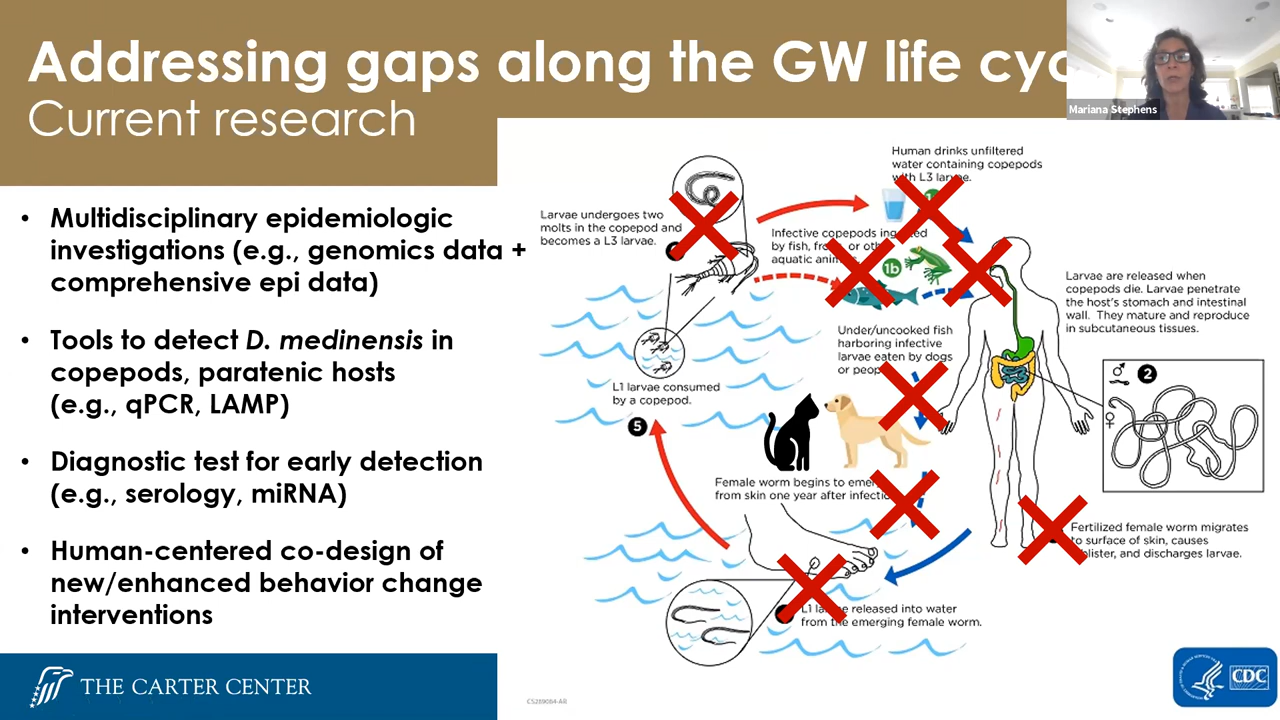 Addressing gaps along the GW life cyc
Current research
Mariana Stephens
• Multidisciplinary epidemiologic
investigations (e.g., genomics data +
comprehensive epi data)
• Tools to detect D. medinensis in
copepods, paratenic hosts
(e.g., qPCR, LAMP)
• Diagnostic test for early detection
(e.g., serology, miRNA)
• Human-centered co-design of
new/enhanced behavior change
interventions
THE CARTER CENTER
Human drinks unfiltered
water containing copepods
with L3 larvae.
Larvae undergoes two
molts in the copepod and
becomes a L3 larvae.
Infective copepods ingested
by fish, frogs, or other
aquatic animals
1b
Larvae are released when
copepods die. Larvae penetrate
the host's stomach and intestinal
wall. They mature and reproduce
in subcutaneous tissues.
Under/uncooked fish
harboring infective
larvae eaten by dogs
or people
L1 larvae consumed
by a copepod.
5
2
Female worm begins to emerge
from skin one year after infection
Fertilized female worm migrates
to surface of skin, causes
blister, and discharges larvae.
L1 larvae released into water
from the emerging female worm.
CS289064-AR
CDC